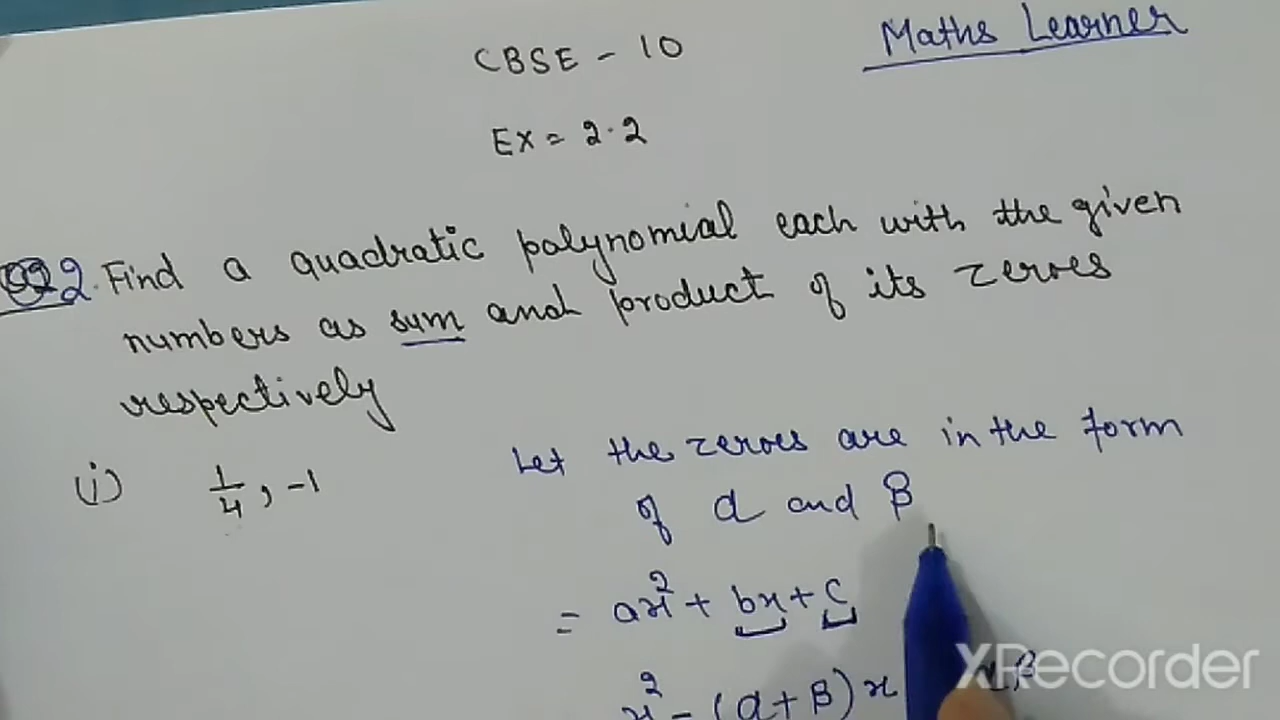 CBSE - 10
Maths Learner
EX = 2.2
Q2 2. Find a quadratic polynomial each with the given
numbers as sum and product of its zeroes
respectively
(i) 1/4, -1
Let the zeroes are in the form
of α and β
= ax² + bx + c
x² - (α + β)x αβ
XRecorder